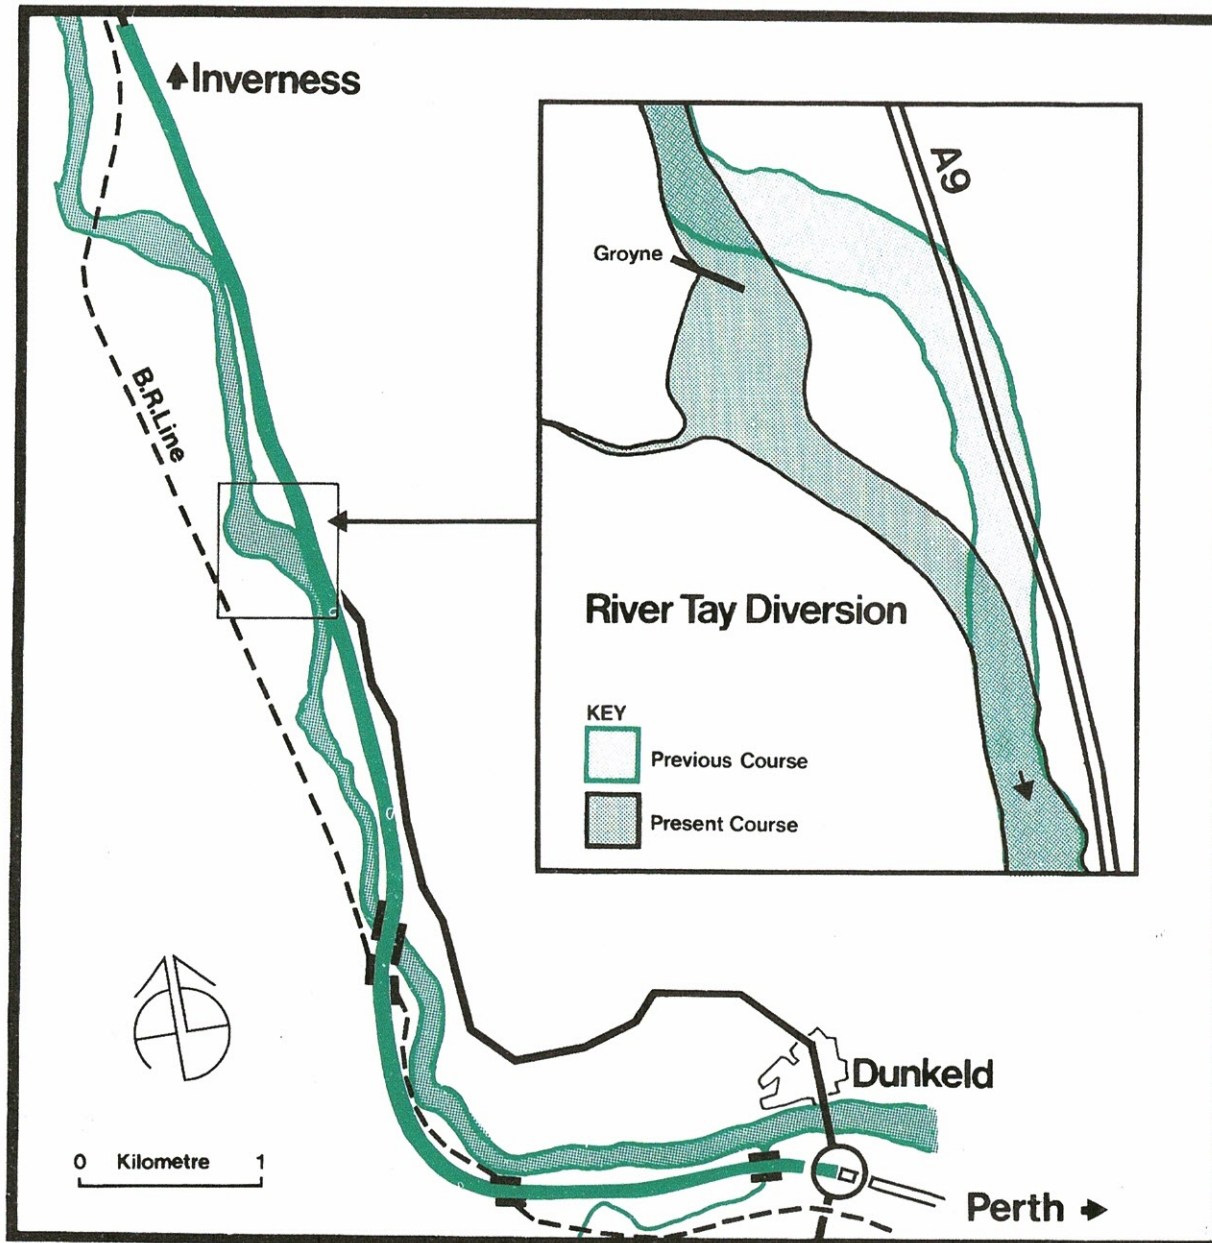 Inverness
A9
Groyne
B.R.Line
River Tay Diversion
KEY
Previous Course
Present Course
Dunkeld
0 Kilometre 1
Perth